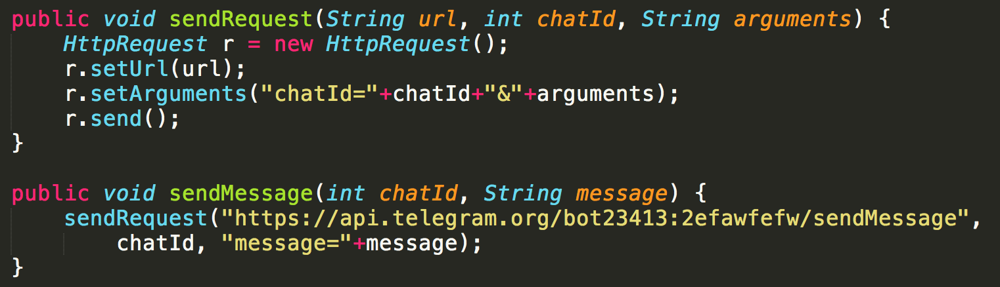 public void sendRequest(String url, int chatId, String arguments) {
    HttpRequest r = new HttpRequest();
    r.setUrl(url);
    r.setArguments("chatId="+chatId+"&"+arguments);
    r.send();
}

public void sendMessage(int chatId, String message) {
    sendRequest("https://api.telegram.org/bot23413:2efawfefw/sendMessage",
        chatId, "message="+message);
}